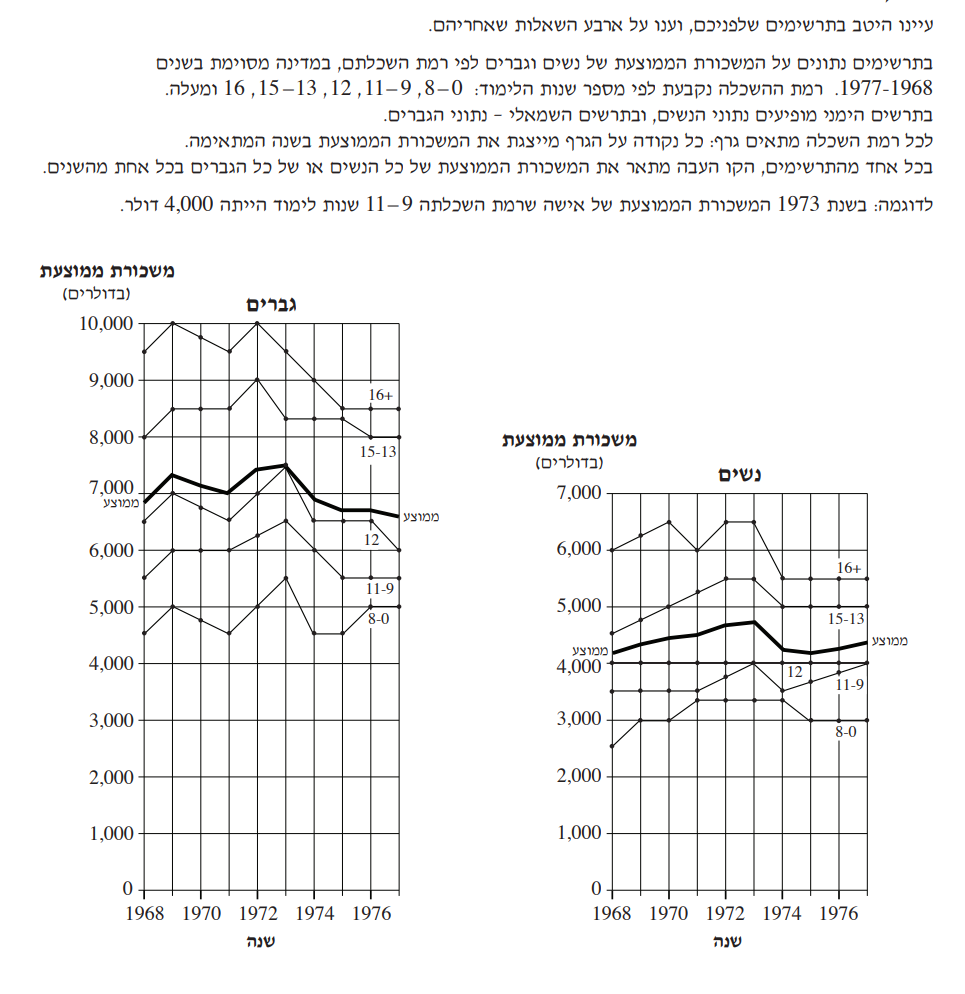 עיינו היטב בתרשימים שלפניכם, וענו על ארבע השאלות שאחריהם.
בתרשימים נתונים על המשכורת הממוצעת של נשים וגברים לפי רמת השכלתם, במדינה מסוימת בשנים
1977-1968. רמת ההשכלה נקבעת לפי מספר שנות הלימוד: 8–0, 11–9, 12, 15–13, 16 ומעלה.
בתרשים הימני מופיעים נתוני הנשים, ובתרשים השמאלי – נתוני הגברים.
לכל רמת השכלה מתאים גרף: כל נקודה על הגרף מייצגת את המשכורת הממוצעת בשנה המתאימה.
בכל אחד מהתרשימים, הקו העבה מתאר את המשכורת הממוצעת של כל הנשים או של כל הגברים בכל אחת מהשנים.
לדוגמה: בשנת 1973 המשכורת הממוצעת של אישה שרמת השכלתה 11–9 שנות לימוד הייתה 4,000 דולר.
משכורת ממוצעת
(בדולרים)
נשים
7,000
6,000
5,000
4,000
3,000
2,000
1,000
0
16+
15-13
ממוצע
ממוצע
12
11-9
8-0
1968 1970 1972 1974 1976
שנה
משכורת ממוצעת
(בדולרים)
גברים
10,000
9,000
8,000
7,000
6,000
5,000
4,000
3,000
2,000
1,000
0
16+
15-13
ממוצע
ממוצע
12
11-9
8-0
1968 1970 1972 1974 1976
שנה